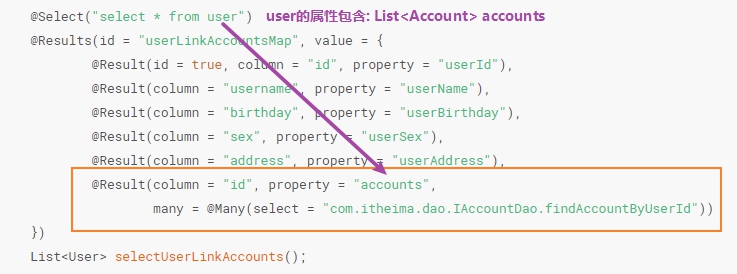 @Select("select * from user") user的属性包含: List<Account> accounts
@Results(id = "userLinkAccountsMap", value = {
@Result(id = true, column = "id", property = "userId"),
@Result(column = "username", property = "userName"),
@Result(column = "birthday", property = "userBirthday"),
@Result(column = "sex", property = "userSex"),
@Result(column = "address", property = "userAddress"),
@Result(column = "id", property = "accounts",
many = @Many(select = "com.itheima.dao.IAccountDao.findAccountByUserId"))
})
List<User> selectUserLinkAccounts();